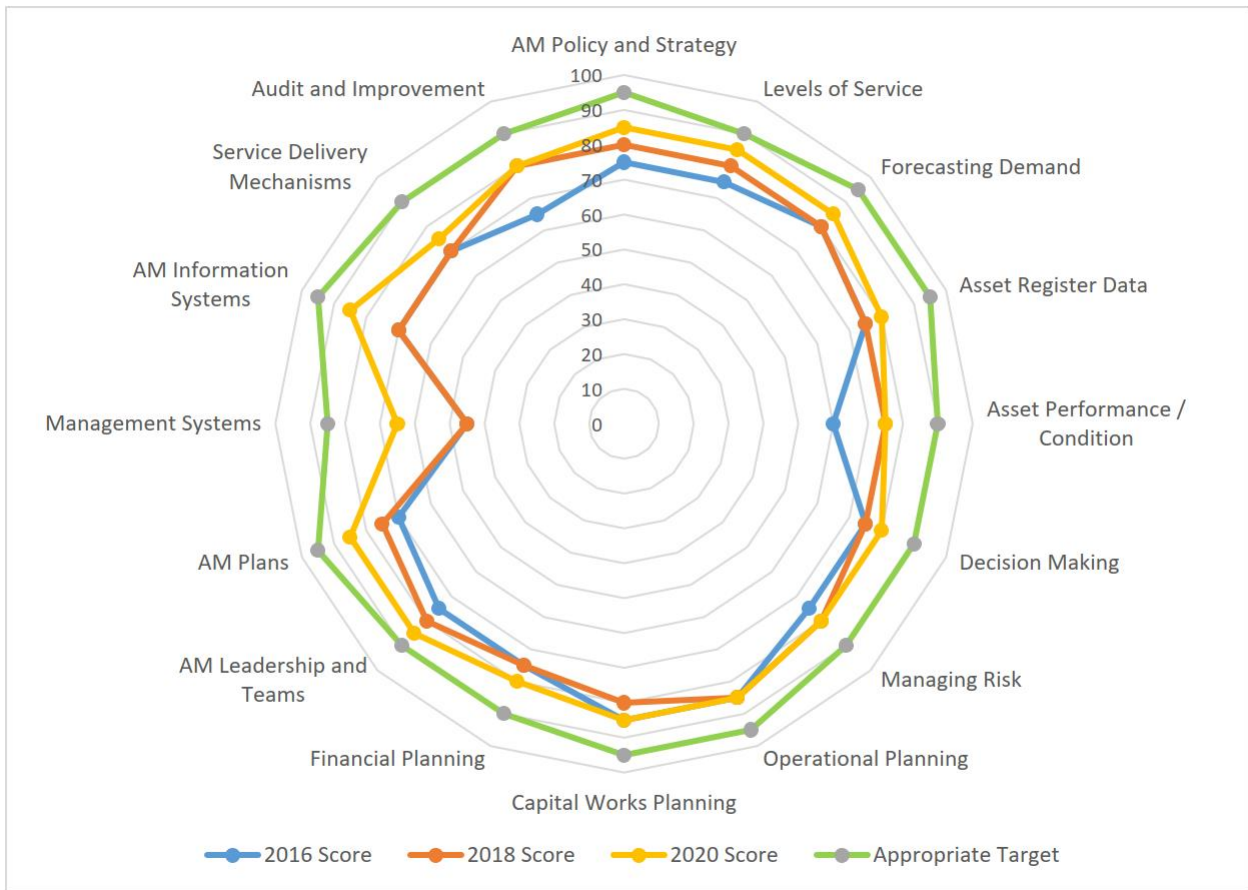 AM Policy and Strategy
Audit and Improvement
Levels of Service
Service Delivery
Mechanisms
Forecasting Demand
AM Information
Systems
Asset Register Data
Management Systems
Asset Performance /
Condition
AM Plans
Decision Making
AM Leadership and
Teams
Managing Risk
Financial Planning
Operational Planning
Capital Works Planning
100
90
80
70
60
50
40
30
20
10
0
2016 Score
2018 Score
2020 Score
Appropriate Target